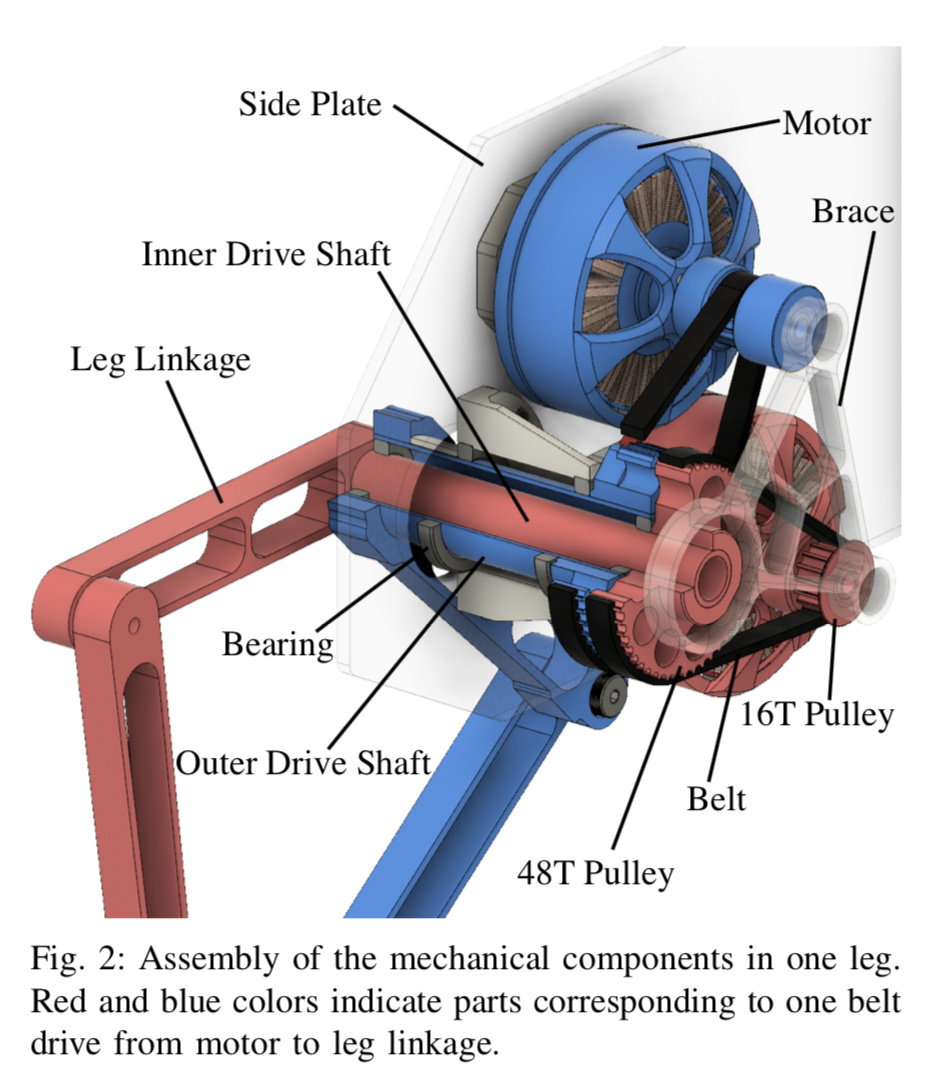 Side Plate
Motor
Brace
Inner Drive Shaft
Leg Linkage
Bearing
16T Pulley
Outer Drive Shaft
Belt
48T Pulley
Fig. 2: Assembly of the mechanical components in one leg.
Red and blue colors indicate parts corresponding to one belt
drive from motor to leg linkage.